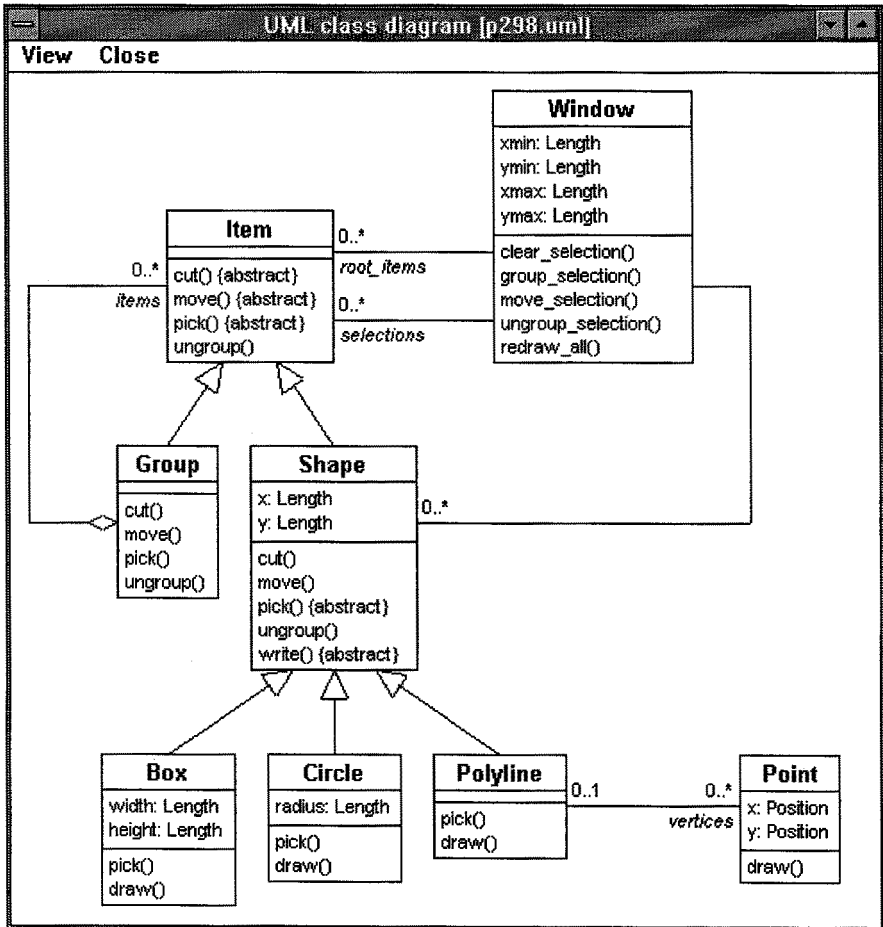 UML class diagram [p298.uml]
View Close
Window
xmin: Length
ymin: Length
xmax: Length
ymax: Length
clear_selection()
group_selection()
move_selection()
ungroup_selection()
redraw_all()
Item
cut() {abstract}
move() {abstract}
pick() {abstract}
ungroup()
0..*
items
0..*
root_items
0..*
selections
Group
cut()
move()
pick()
ungroup()
Shape
x: Length
y: Length
cut()
move()
pick() {abstract}
ungroup()
write() {abstract}
0..*
Box
width: Length
height: Length
pick()
draw()
Circle
radius: Length
pick()
draw()
Polyline
pick()
draw()
0..1
0..*
vertices
Point
x: Position
y: Position
draw()